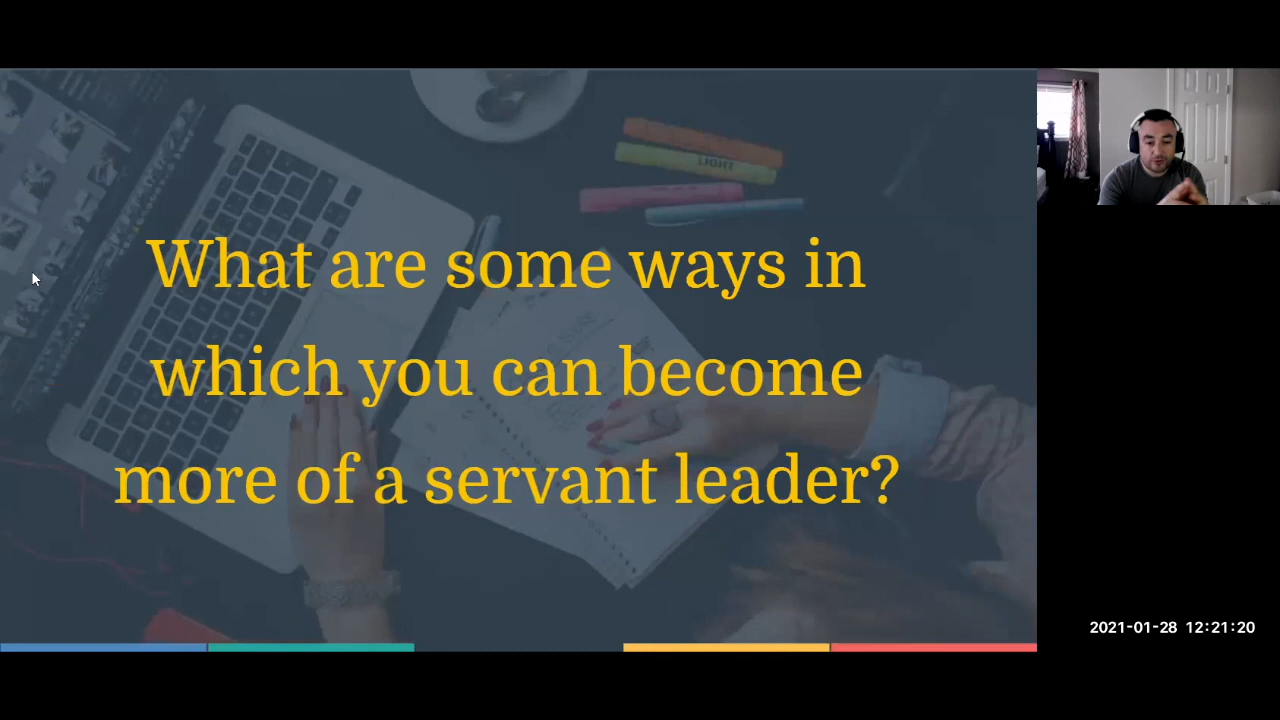 What are some ways in
which you can become
more of a servant leader?
LIGHT
2021-01-28 12:21:20